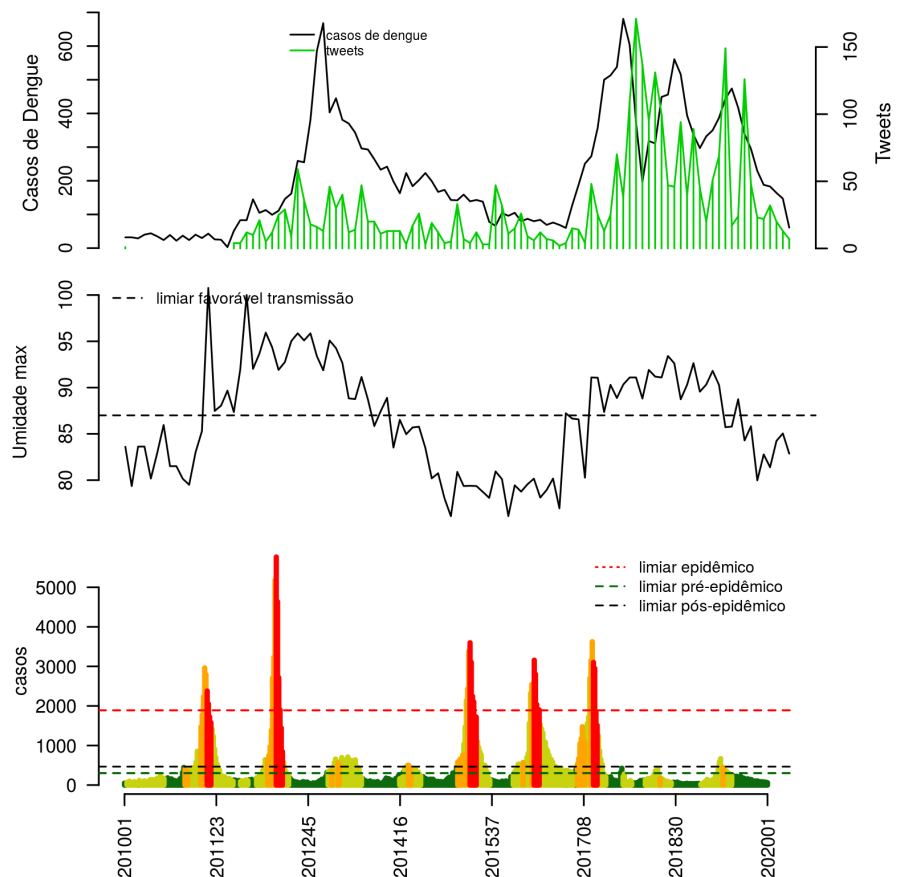 casos de dengue
tweets
Casos de Dengue
0
200
400
600
Tweets
0
50
100
150
limiar favorável transmissão
Umidade max
80
85
90
95
100
limiar epidêmico
limiar pré-epidêmico
limiar pós-epidêmico
casos
0
1000
2000
3000
4000
5000
201001
201123
201245
201416
201537
201708
201830
202001